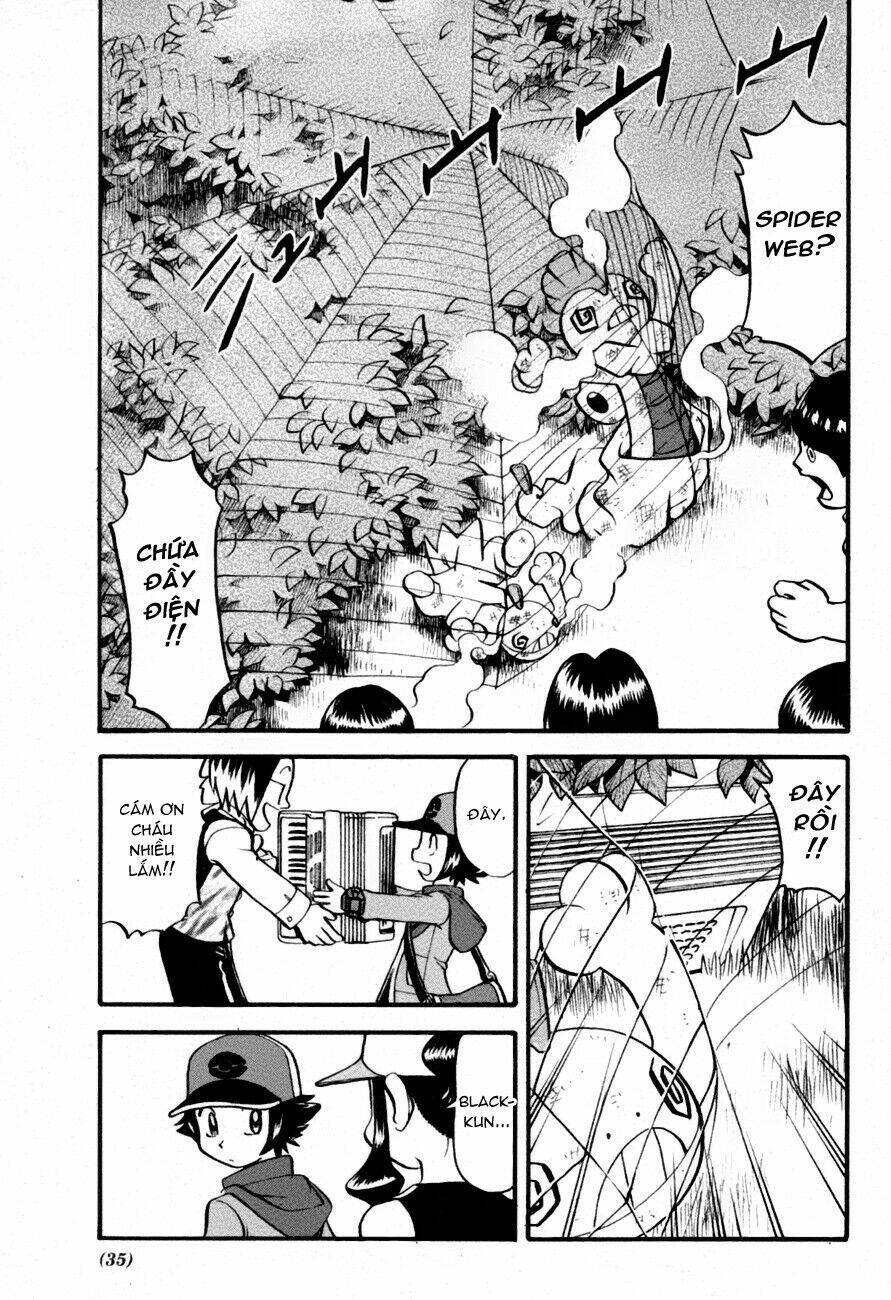 SPIDER
WEB?
CHỨA
ĐẦY
ĐIỆN
!!
ĐÂY
RỒI
!!
ĐÂY.
CÁM ƠN
CHÁU
NHIỀU
LẮM!!
BLACK-
KUN...
(35)